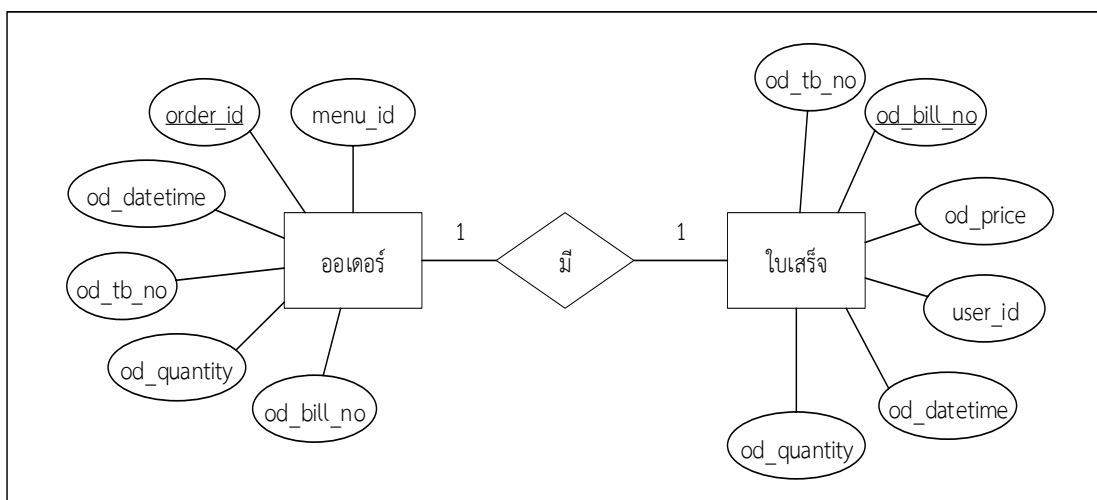 od_tb_no
order_id
menu_id
od_bill_no
od_datetime
od_price
1
1
ออเดอร์
มี
ใบเสร็จ
od_tb_no
user_id
od_quantity
od_bill_no
od_datetime
od_quantity